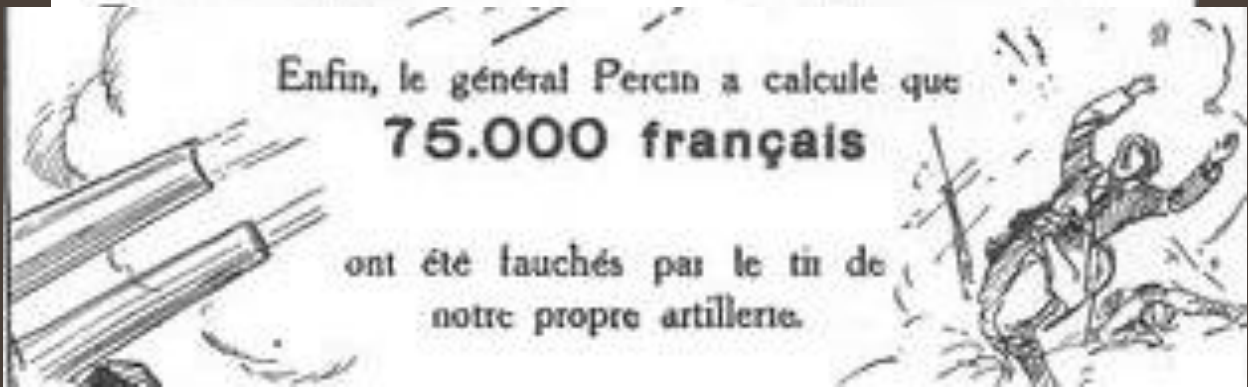 Enfin, le général Percin a calculé que
75.000 français
ont été fauchés par le tir de
notre propre artillerie.